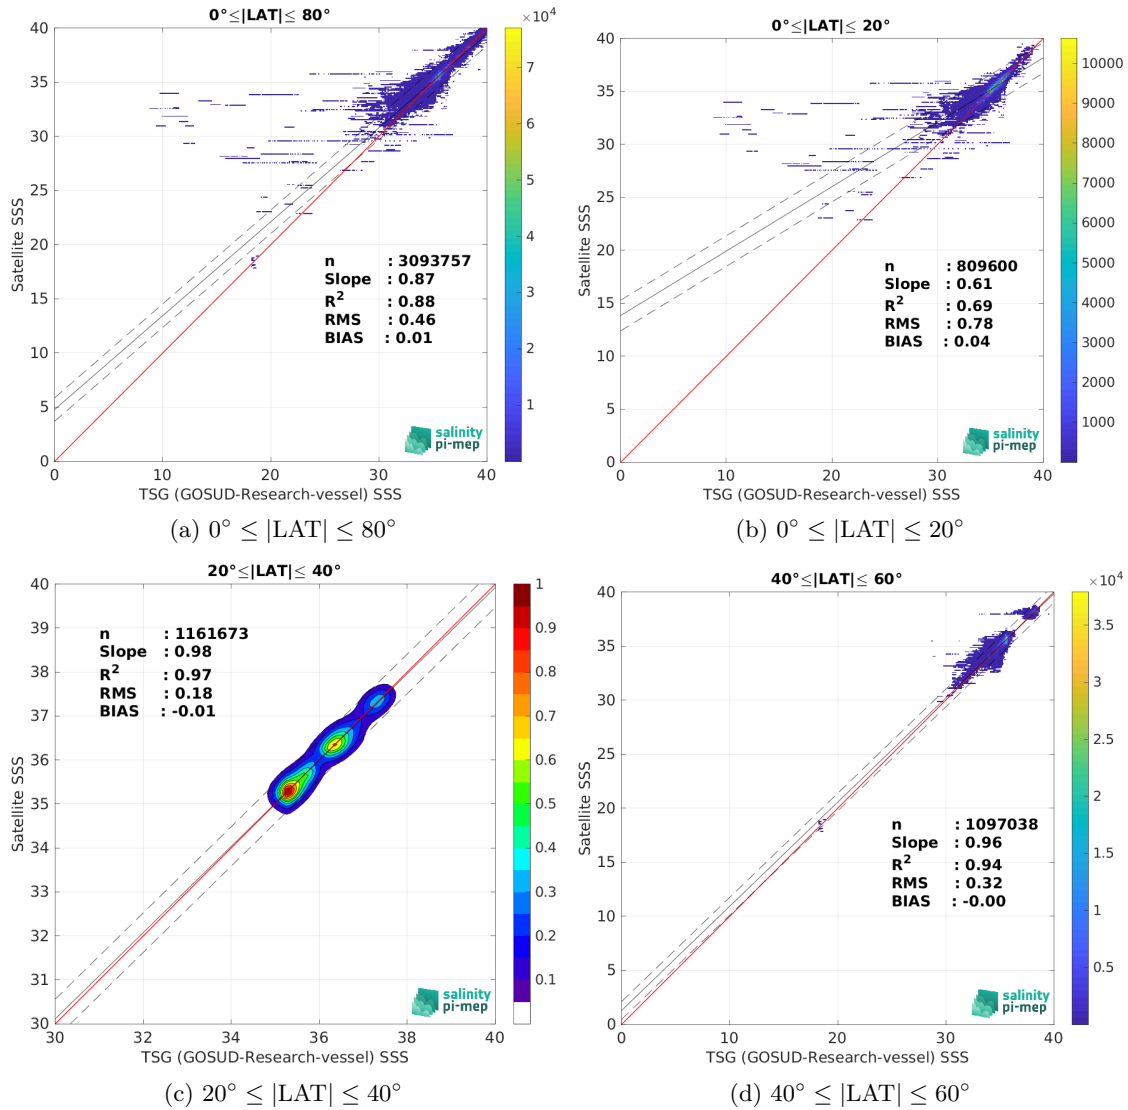 0°≤|LAT|≤ 80°
×10⁴
40
35
30
25
20
15
10
5
0
0
10
20
30
40
Satellite SSS
TSG (GOSUD-Research-vessel) SSS
n : 3093757
Slope : 0.87
R² : 0.88
RMS : 0.46
BIAS : 0.01
salinity
pi-mep
7
6
5
4
3
2
1
(a) 0° ≤ |LAT| ≤ 80°
0°≤|LAT|≤ 20°
40
35
30
25
20
15
10
5
0
0
10
20
30
40
Satellite SSS
TSG (GOSUD-Research-vessel) SSS
n : 809600
Slope : 0.61
R² : 0.69
RMS : 0.78
BIAS : 0.04
salinity
pi-mep
10000
9000
8000
7000
6000
5000
4000
3000
2000
1000
(b) 0° ≤ |LAT| ≤ 20°
20°≤|LAT|≤ 40°
40
39
38
37
36
35
34
33
32
31
30
30
32
34
36
38
40
Satellite SSS
TSG (GOSUD-Research-vessel) SSS
n : 1161673
Slope : 0.98
R² : 0.97
RMS : 0.18
BIAS : -0.01
salinity
pi-mep
1
0.9
0.8
0.7
0.6
0.5
0.4
0.3
0.2
0.1
(c) 20° ≤ |LAT| ≤ 40°
40°≤|LAT|≤ 60°
×10⁴
40
35
30
25
20
15
10
5
0
0
10
20
30
40
Satellite SSS
TSG (GOSUD-Research-vessel) SSS
n : 1097038
Slope : 0.96
R² : 0.94
RMS : 0.32
BIAS : -0.00
salinity
pi-mep
3.5
3
2.5
2
1.5
1
0.5
(d) 40° ≤ |LAT| ≤ 60°